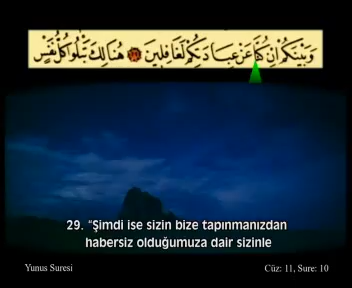 وَبَيْنَكُمْ اِنْ كُنَّا عَنْ عِبَادَتِكُمْ لَغَافِلِينَ ﴿٢٩﴾ هُنَالِكَ تَبْلُو كُلُّ نَفْسٍ
29. "Şimdi ise sizin bize tapınmanızdan
habersiz olduğumuza dair sizinle
Yunus Suresi
Cüz: 11, Sure: 10